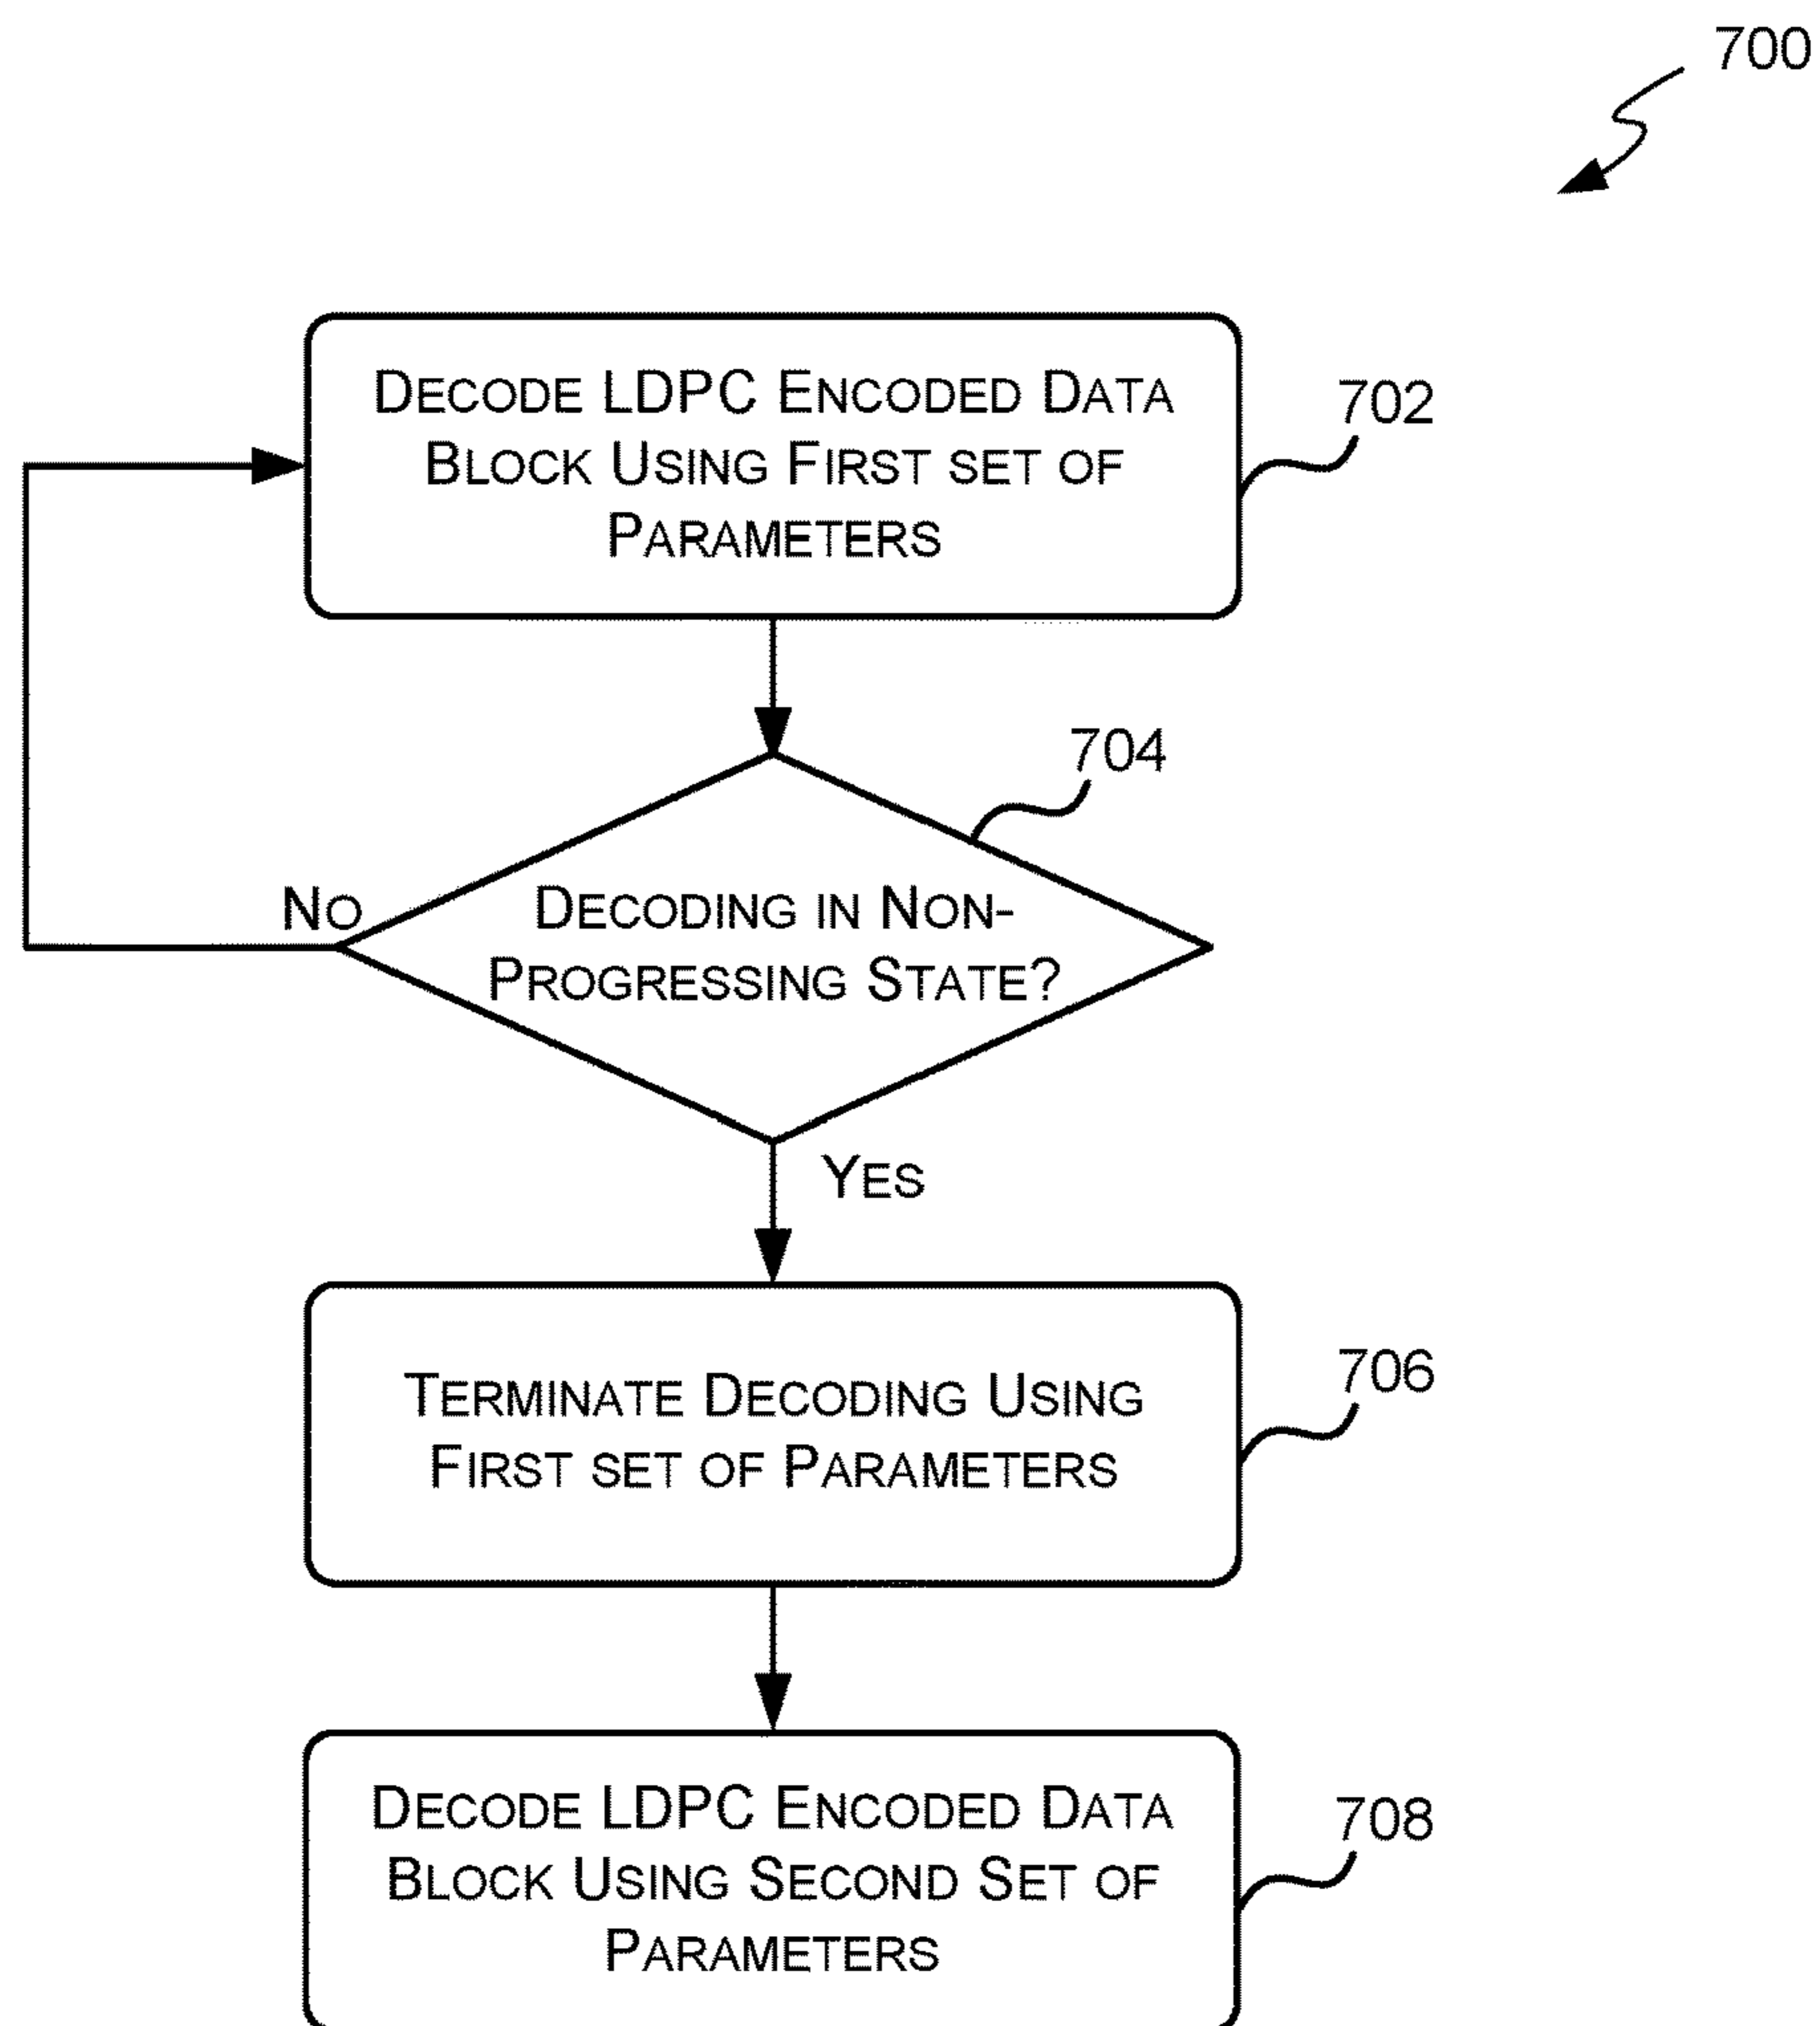 700
DECODE LDPC ENCODED DATA
BLOCK USING FIRST SET OF
PARAMETERS
702
704
NO
DECODING IN NON-
PROGRESSING STATE?
YES
TERMINATE DECODING USING
FIRST SET OF PARAMETERS
706
DECODE LDPC ENCODED DATA
BLOCK USING SECOND SET OF
PARAMETERS
708